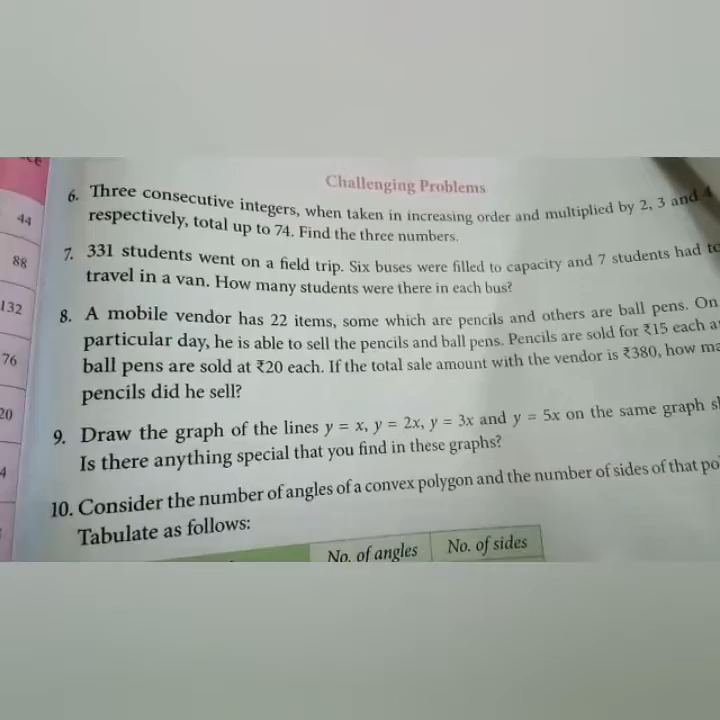 44
88
132
76
20
4
Challenging Problems
6. Three consecutive integers, when taken in increasing order and multiplied by 2, 3 and 4
respectively, total up to 74. Find the three numbers.
7. 331 students went on a field trip. Six buses were filled to capacity and 7 students had to
travel in a van. How many students were there in each bus?
8. A mobile vendor has 22 items, some which are pencils and others are ball pens. On
particular day, he is able to sell the pencils and ball pens. Pencils are sold for ₹15 each
ball pens are sold at ₹20 each. If the total sale amount with the vendor is ₹380, how
pencils did he sell?
9. Draw the graph of the lines y = x, y = 2x, y = 3x and y = 5x on the same graph
Is there anything special that you find in these graphs?
10. Consider the number of angles of a convex polygon and the number of sides of that
Tabulate as follows:
No. of angles No. of sides